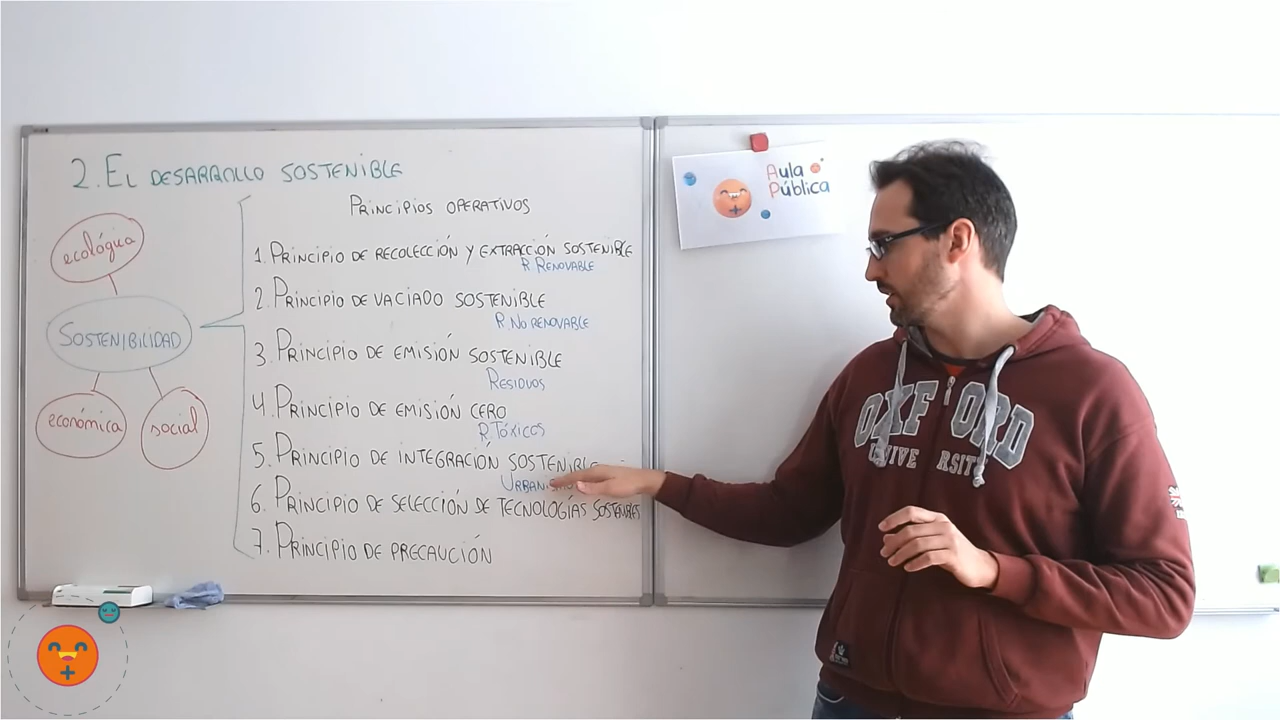 2. El desarrollo sostenible
ecológica
Sostenibilidad
económica
social
Principios operativos
1. Principio de recolección y extracción sostenible
R. Renovable
2. Principio de vaciado sostenible
R. No renovable
3. Principio de emisión sostenible
Residuos
4. Principio de emisión cero
R. Tóxicos
5. Principio de integración sostenible
6. Principio de selección de tecnologías sostenibles
7. Principio de precaución
Aula
Pública
OXFORD